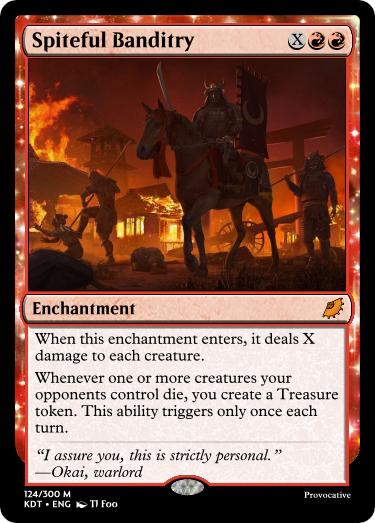 Spiteful Banditry X
Enchantment
When this enchantment enters, it deals X
damage to each creature.
Whenever one or more creatures your
opponents control die, you create a Treasure
token. This ability triggers only once each
turn.
“I assure you, this is strictly personal.”
—Okai, warlord
124/300 M
KDT • ENG TJ Foo
Provocative